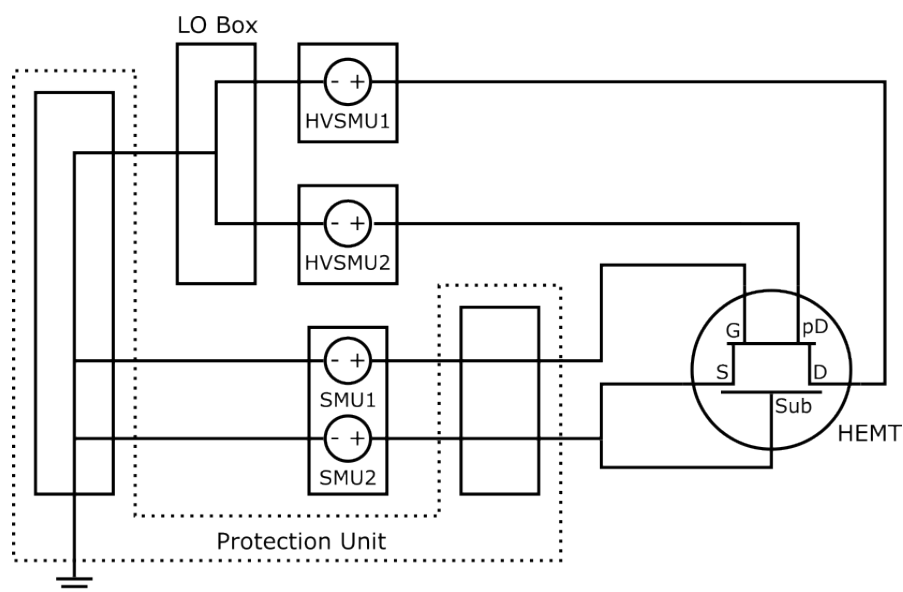 LO Box
- +
HVSMU1
- +
HVSMU2
- +
SMU1
- +
SMU2
G
pD
S
D
Sub
HEMT
Protection Unit